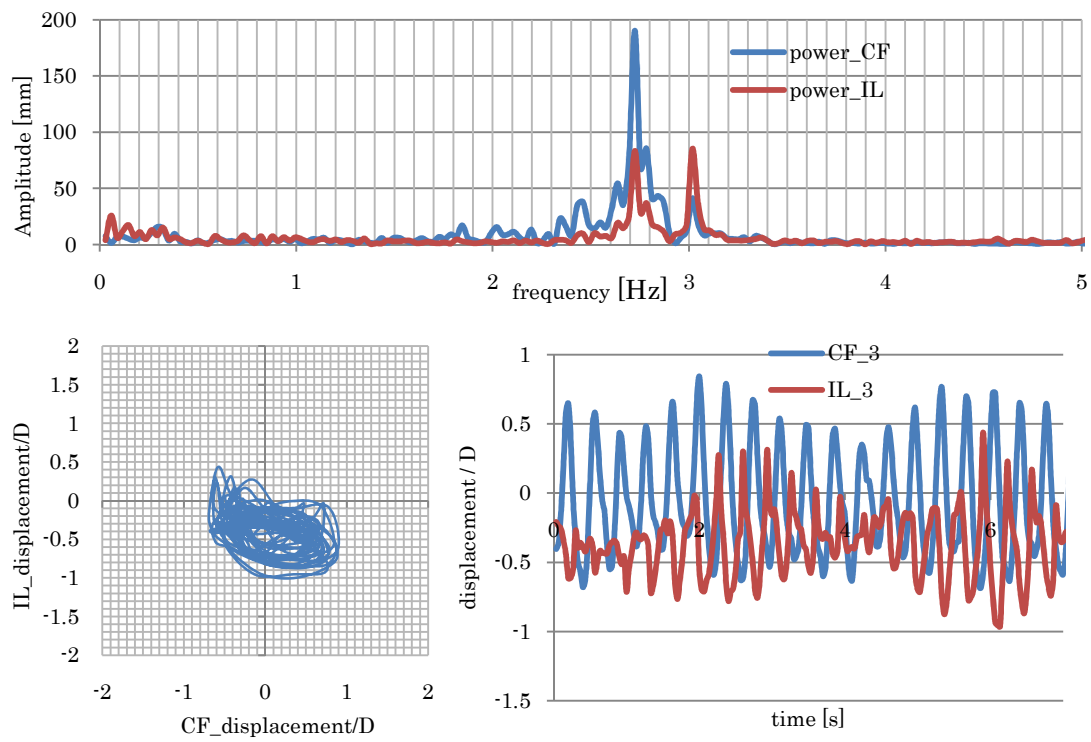 200
150
100
50
0
Amplitude [mm]
power_CF
power_IL
0 1 2 3 4 5
frequency [Hz]
2
1.5
1
0.5
0
-0.5
-1
-1.5
-2
IL_displacement/D
-2 -1 0 1 2
CF_displacement/D
1
0.5
0
-0.5
-1
-1.5
displacement / D
CF_3
IL_3
0 2 4 6
time [s]